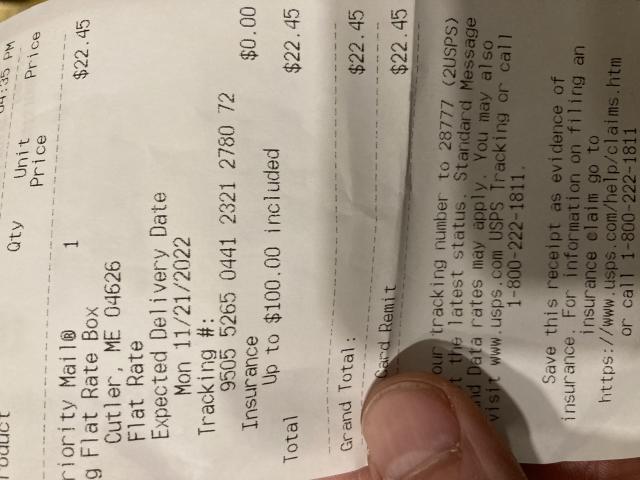 04:35 PM
Product Qty Unit Price
Price
riority Mail® 1 $22.45
g Flat Rate Box
Cutler, ME 04626
Flat Rate
Expected Delivery Date
Mon 11/21/2022
Tracking #:
9505 5265 0441 2321 2780 72
Insurance $0.00
Up to $100.00 included
Total $22.45
Grand Total: $22.45
Card Remit $22.45
our tracking number to 28777 (2USPS)
t the latest status. Standard Message
nd Data rates may apply. You may also
visit www.usps.com USPS Tracking or call
1-800-222-1811.
Save this receipt as evidence of
insurance. For information on filing an
insurance claim go to
https://www.usps.com/help/claims.htm
or call 1-800-222-1811